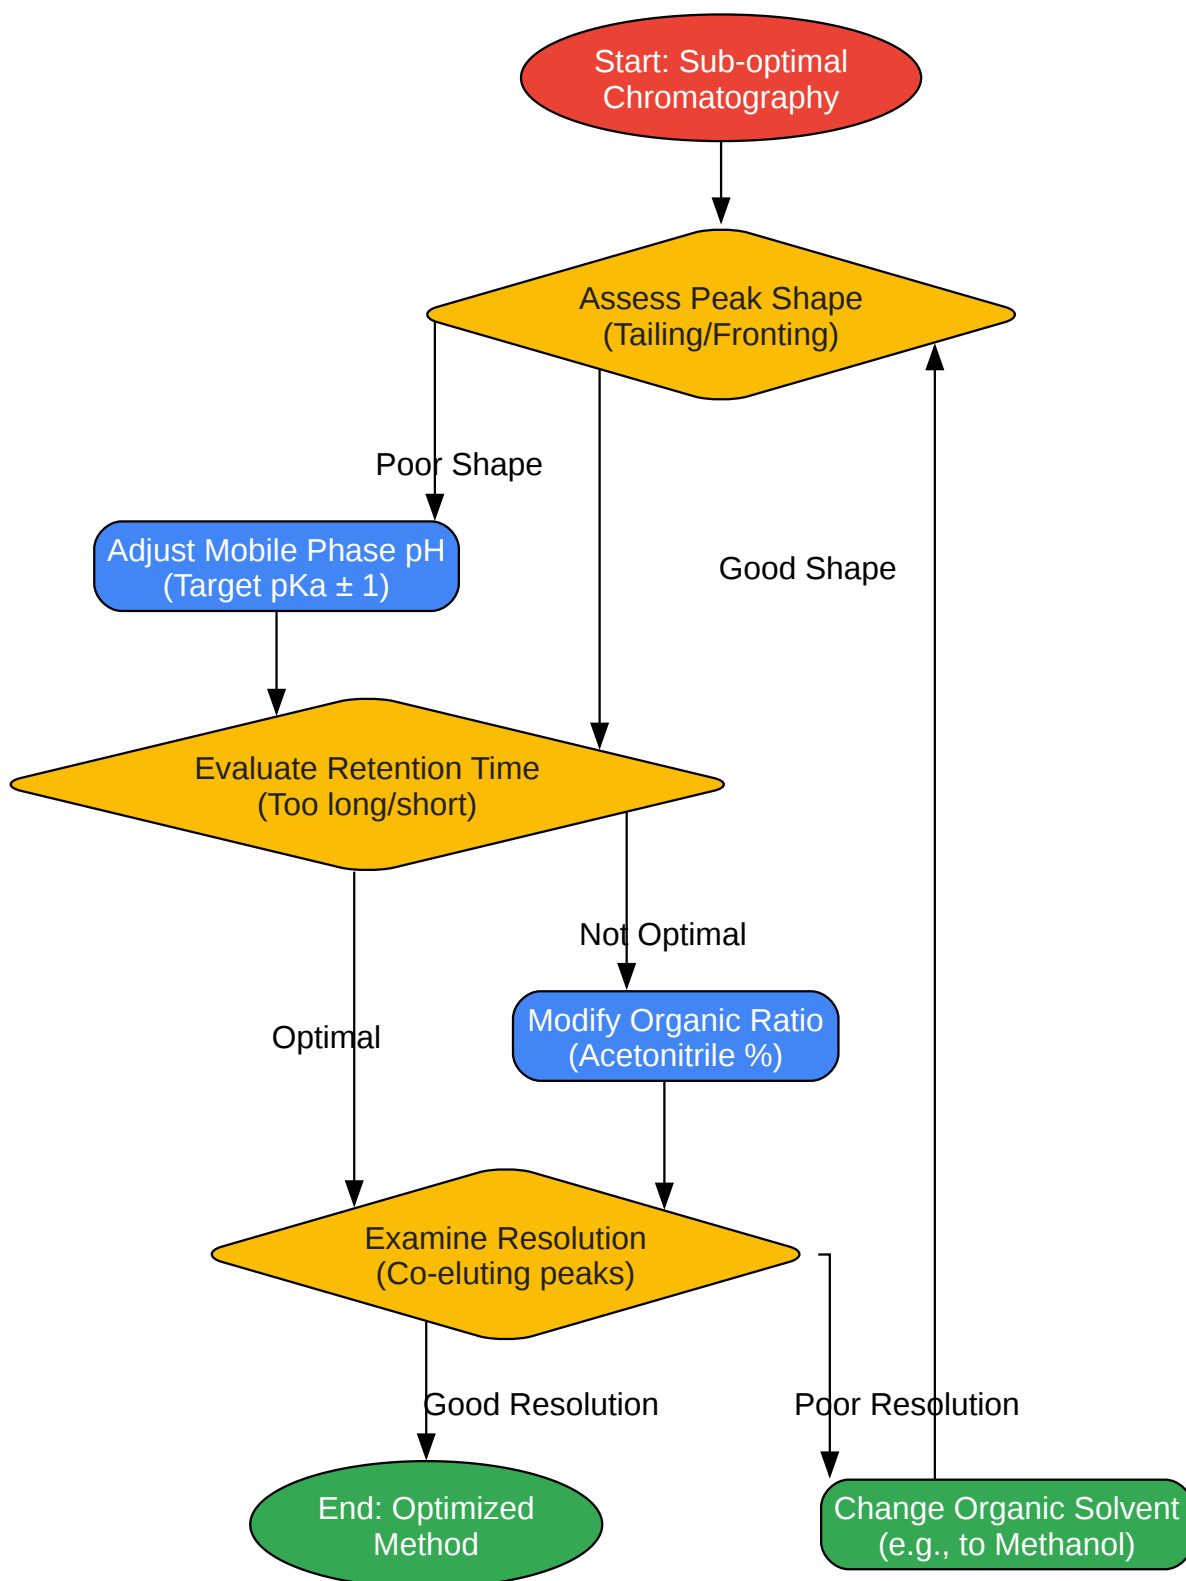 Start: Sub-optimal
Chromatography
Assess Peak Shape
(Tailing/Fronting)
Poor Shape
Adjust Mobile Phase pH
(Target pKa ± 1)
Good Shape
Evaluate Retention Time
(Too long/short)
Not Optimal
Modify Organic Ratio
(Acetonitrile %)
Optimal
Examine Resolution
(Co-eluting peaks)
Good Resolution
Poor Resolution
End: Optimized
Method
Change Organic Solvent
(e.g., to Methanol)